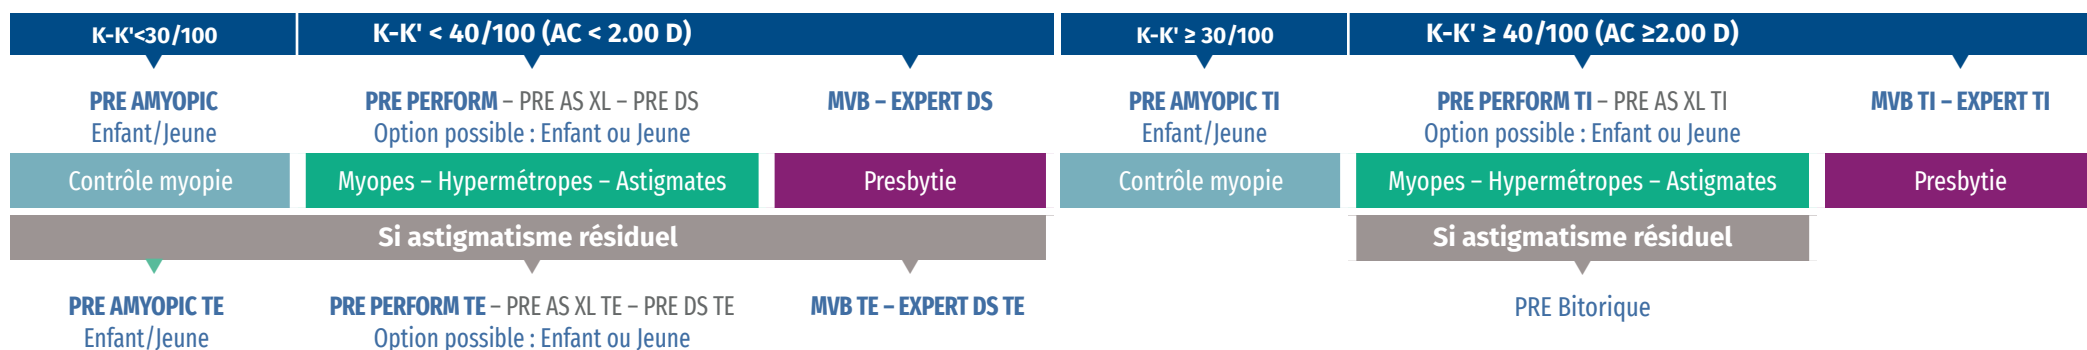 K-K'<30/100
K-K' < 40/100 (AC < 2.00 D)
K-K' ≥ 30/100
K-K' ≥ 40/100 (AC ≥2.00 D)
PRE AMYOPIC
Enfant/Jeune
PRE PERFORM – PRE AS XL – PRE DS
Option possible : Enfant ou Jeune
MVB – EXPERT DS
PRE AMYOPIC TI
Enfant/Jeune
PRE PERFORM TI – PRE AS XL TI
Option possible : Enfant ou Jeune
MVB TI – EXPERT TI
Contrôle myopie
Myopes – Hypermétropes – Astigmates
Presbytie
Contrôle myopie
Myopes – Hypermétropes – Astigmates
Presbytie
Si astigmatisme résiduel
Si astigmatisme résiduel
PRE AMYOPIC TE
Enfant/Jeune
PRE PERFORM TE – PRE AS XL TE – PRE DS TE
Option possible : Enfant ou Jeune
MVB TE – EXPERT DS TE
PRE Bitorique